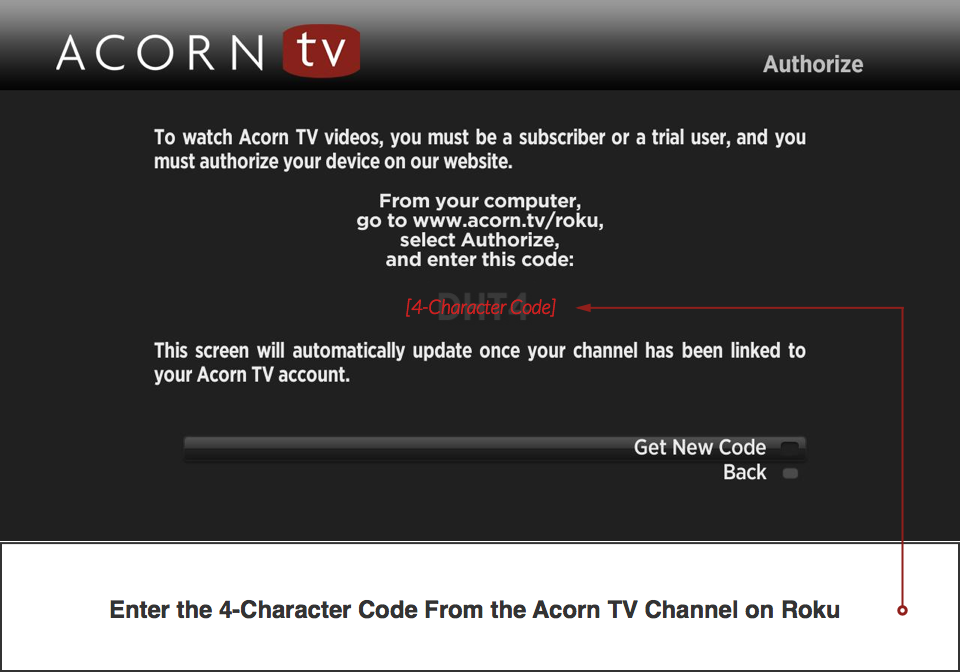 ACORN tv
Authorize
To watch Acorn TV videos, you must be a subscriber or a trial user, and you
must authorize your device on our website.
From your computer,
go to www.acorn.tv/roku,
select Authorize,
and enter this code:
DHT4
[4-Character Code]
This screen will automatically update once your channel has been linked to
your Acorn TV account.
Get New Code
Back
Enter the 4-Character Code From the Acorn TV Channel on Roku